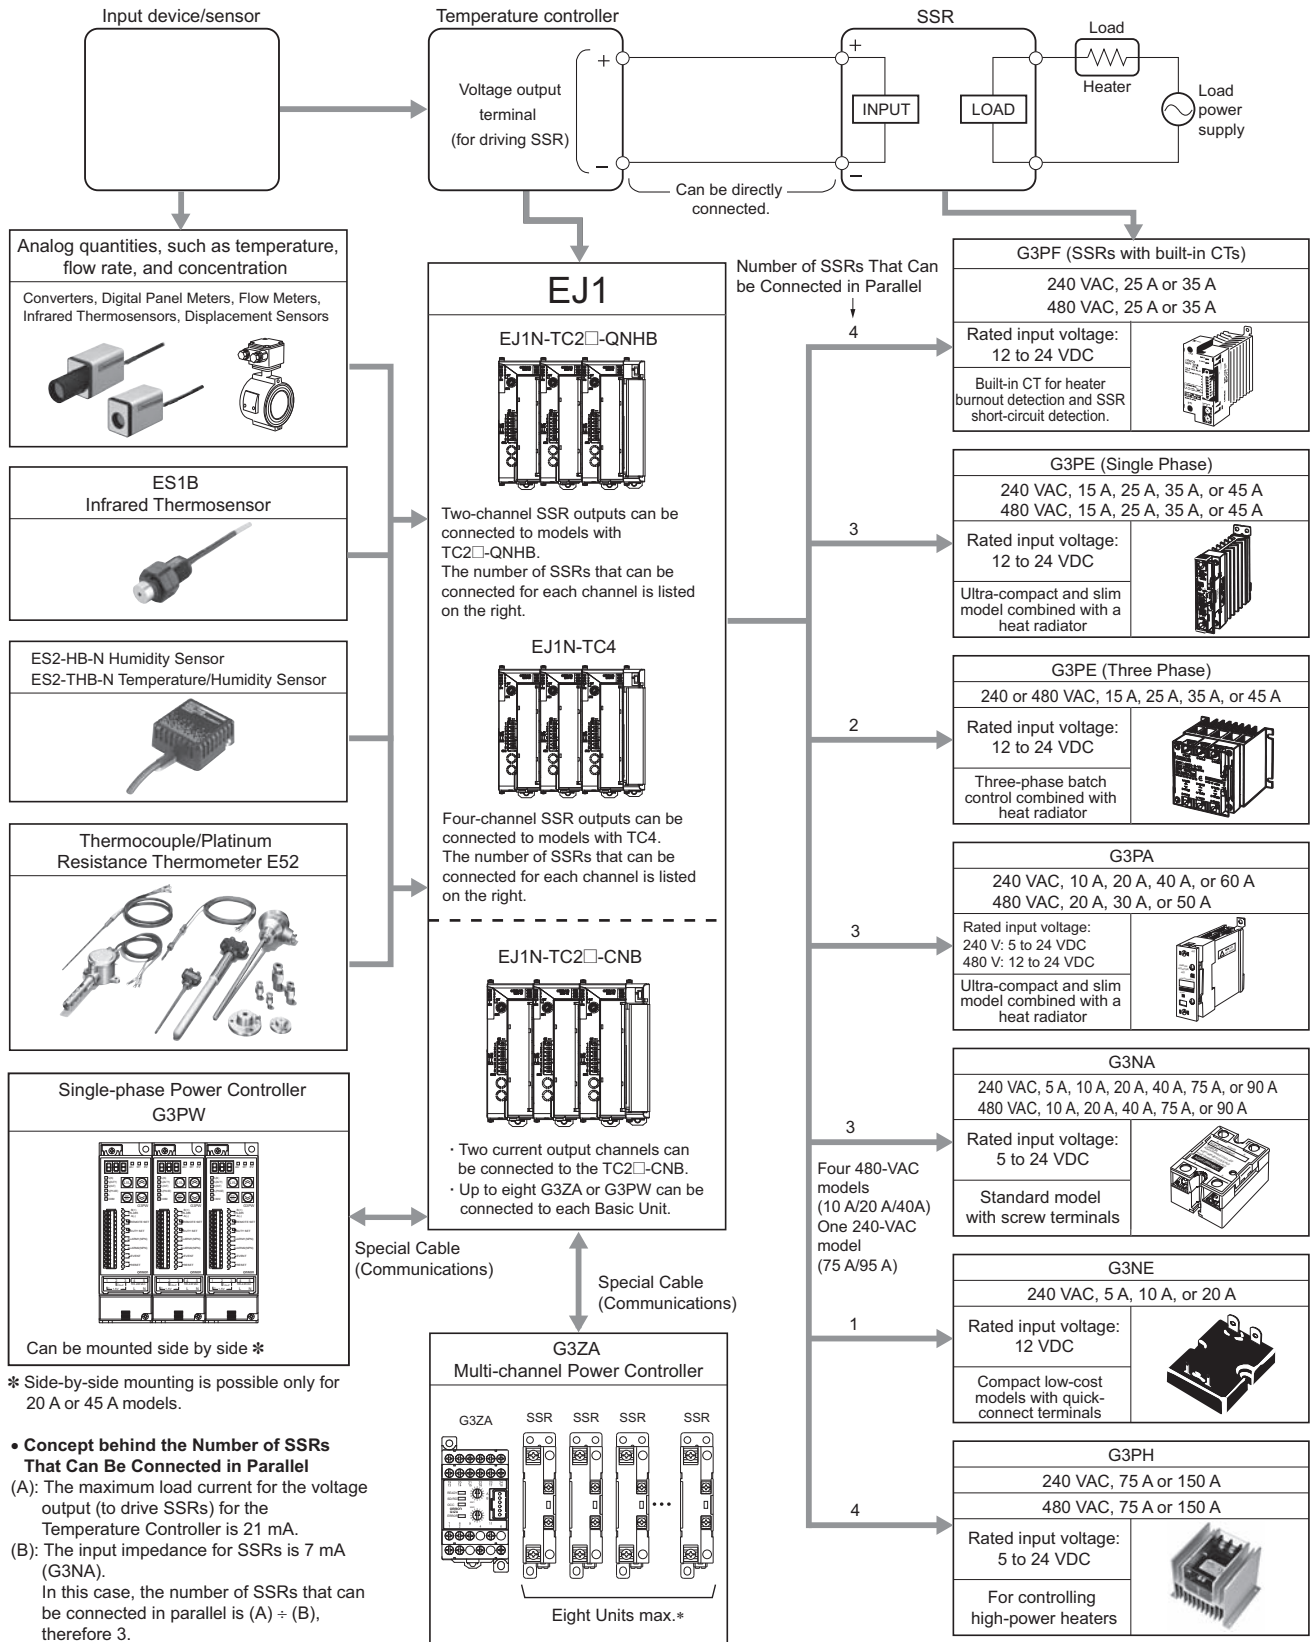 Input device/sensor
Temperature controller
SSR
Voltage output
terminal
(for driving SSR)
+
−
Can be directly
connected.
+
−
INPUT
LOAD
Load
Heater
Load
power
supply
Analog quantities, such as temperature,
flow rate, and concentration
Converters, Digital Panel Meters, Flow Meters,
Infrared Thermosensors, Displacement Sensors
ES1B
Infrared Thermosensor
ES2-HB-N Humidity Sensor
ES2-THB-N Temperature/Humidity Sensor
Thermocouple/Platinum
Resistance Thermometer E52
Single-phase Power Controller
G3PW
Can be mounted side by side ✻
✻ Side-by-side mounting is possible only for
20 A or 45 A models.
• Concept behind the Number of SSRs
That Can Be Connected in Parallel
(A): The maximum load current for the voltage
output (to drive SSRs) for the
Temperature Controller is 21 mA.
(B): The input impedance for SSRs is 7 mA
(G3NA).
In this case, the number of SSRs that can
be connected in parallel is (A) ÷ (B),
therefore 3.
EJ1
EJ1N-TC2□-QNHB
Two-channel SSR outputs can be
connected to models with
TC2□-QNHB.
The number of SSRs that can be
connected for each channel is listed
on the right.
EJ1N-TC4
Four-channel SSR outputs can be
connected to models with TC4.
The number of SSRs that can be
connected for each channel is listed
on the right.
EJ1N-TC2□-CNB
· Two current output channels can
be connected to the TC2□-CNB.
· Up to eight G3ZA or G3PW can be
connected to each Basic Unit.
Special Cable
(Communications)
Special Cable
(Communications)
G3ZA
Multi-channel Power Controller
G3ZA
SSR SSR SSR SSR
...
Eight Units max.✻
Number of SSRs That Can
be Connected in Parallel
4
G3PF (SSRs with built-in CTs)
240 VAC, 25 A or 35 A
480 VAC, 25 A or 35 A
Rated input voltage:
12 to 24 VDC
Built-in CT for heater
burnout detection and SSR
short-circuit detection.
3
G3PE (Single Phase)
240 VAC, 15 A, 25 A, 35 A, or 45 A
480 VAC, 15 A, 25 A, 35 A, or 45 A
Rated input voltage:
12 to 24 VDC
Ultra-compact and slim
model combined with a
heat radiator
2
G3PE (Three Phase)
240 or 480 VAC, 15 A, 25 A, 35 A, or 45 A
Rated input voltage:
12 to 24 VDC
Three-phase batch
control combined with
heat radiator
3
G3PA
240 VAC, 10 A, 20 A, 40 A, or 60 A
480 VAC, 20 A, 30 A, or 50 A
Rated input voltage:
240 V: 5 to 24 VDC
480 V: 12 to 24 VDC
Ultra-compact and slim
model combined with a
heat radiator
3
Four 480-VAC
models
(10 A/20 A/40A)
One 240-VAC
model
(75 A/95 A)
G3NA
240 VAC, 5 A, 10 A, 20 A, 40 A, 75 A, or 90 A
480 VAC, 10 A, 20 A, 40 A, 75 A, or 90 A
Rated input voltage:
5 to 24 VDC
Standard model
with screw terminals
1
G3NE
240 VAC, 5 A, 10 A, or 20 A
Rated input voltage:
12 VDC
Compact low-cost
models with quick-
connect terminals
4
G3PH
240 VAC, 75 A or 150 A
480 VAC, 75 A or 150 A
Rated input voltage:
5 to 24 VDC
For controlling
high-power heaters